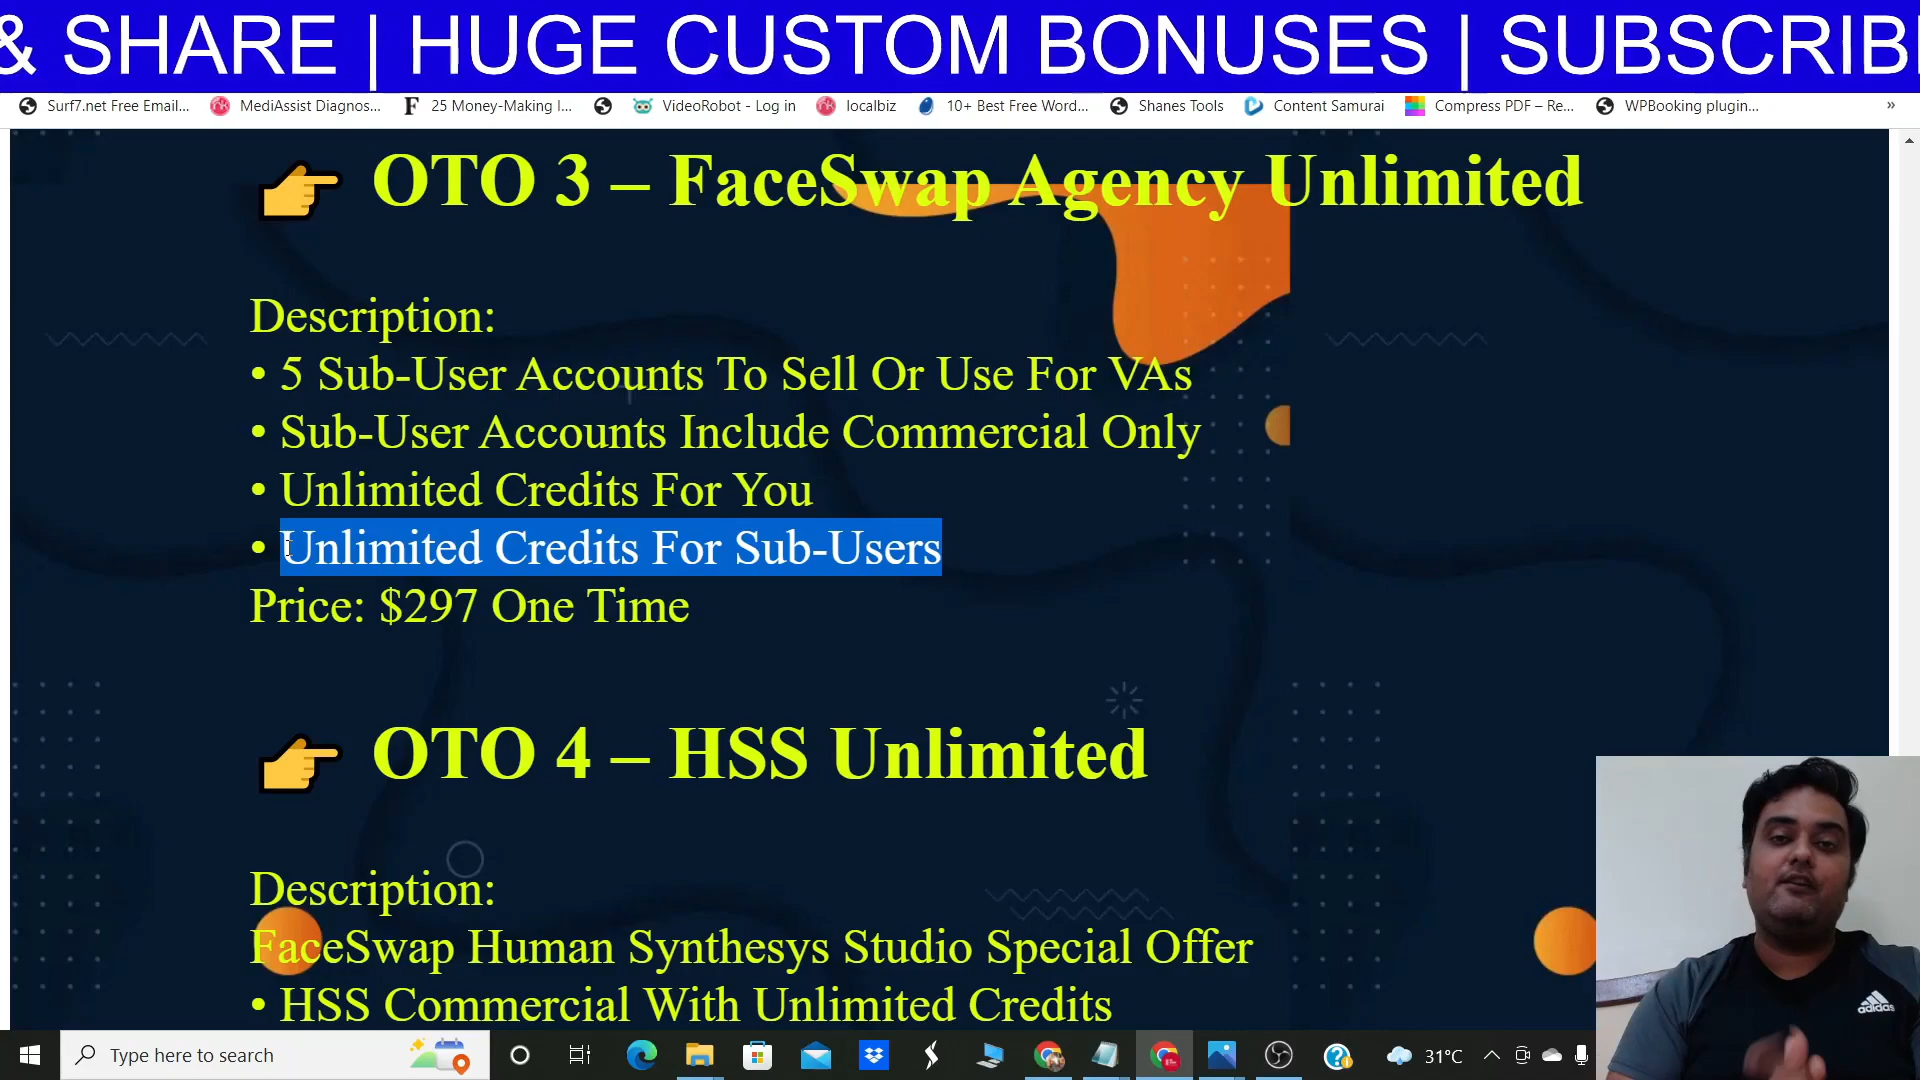 & SHARE | HUGE CUSTOM BONUSES | SUBSCRIB
Surf7.net Free Email... MediAssist Diagnos... 25 Money-Making I... VideoRobot - Log in localbiz 10+ Best Free Word... Shanes Tools Content Samurai Compress PDF – Re... WPBooking plugin... »
OTO 3 – FaceSwap Agency Unlimited
Description:
• 5 Sub-User Accounts To Sell Or Use For VAs
• Sub-User Accounts Include Commercial Only
• Unlimited Credits For You
• Unlimited Credits For Sub-Users
Price: $297 One Time
OTO 4 – HSS Unlimited
Description:
FaceSwap Human Synthesys Studio Special Offer
• HSS Commercial With Unlimited Credits
adidas
Type here to search
31°C